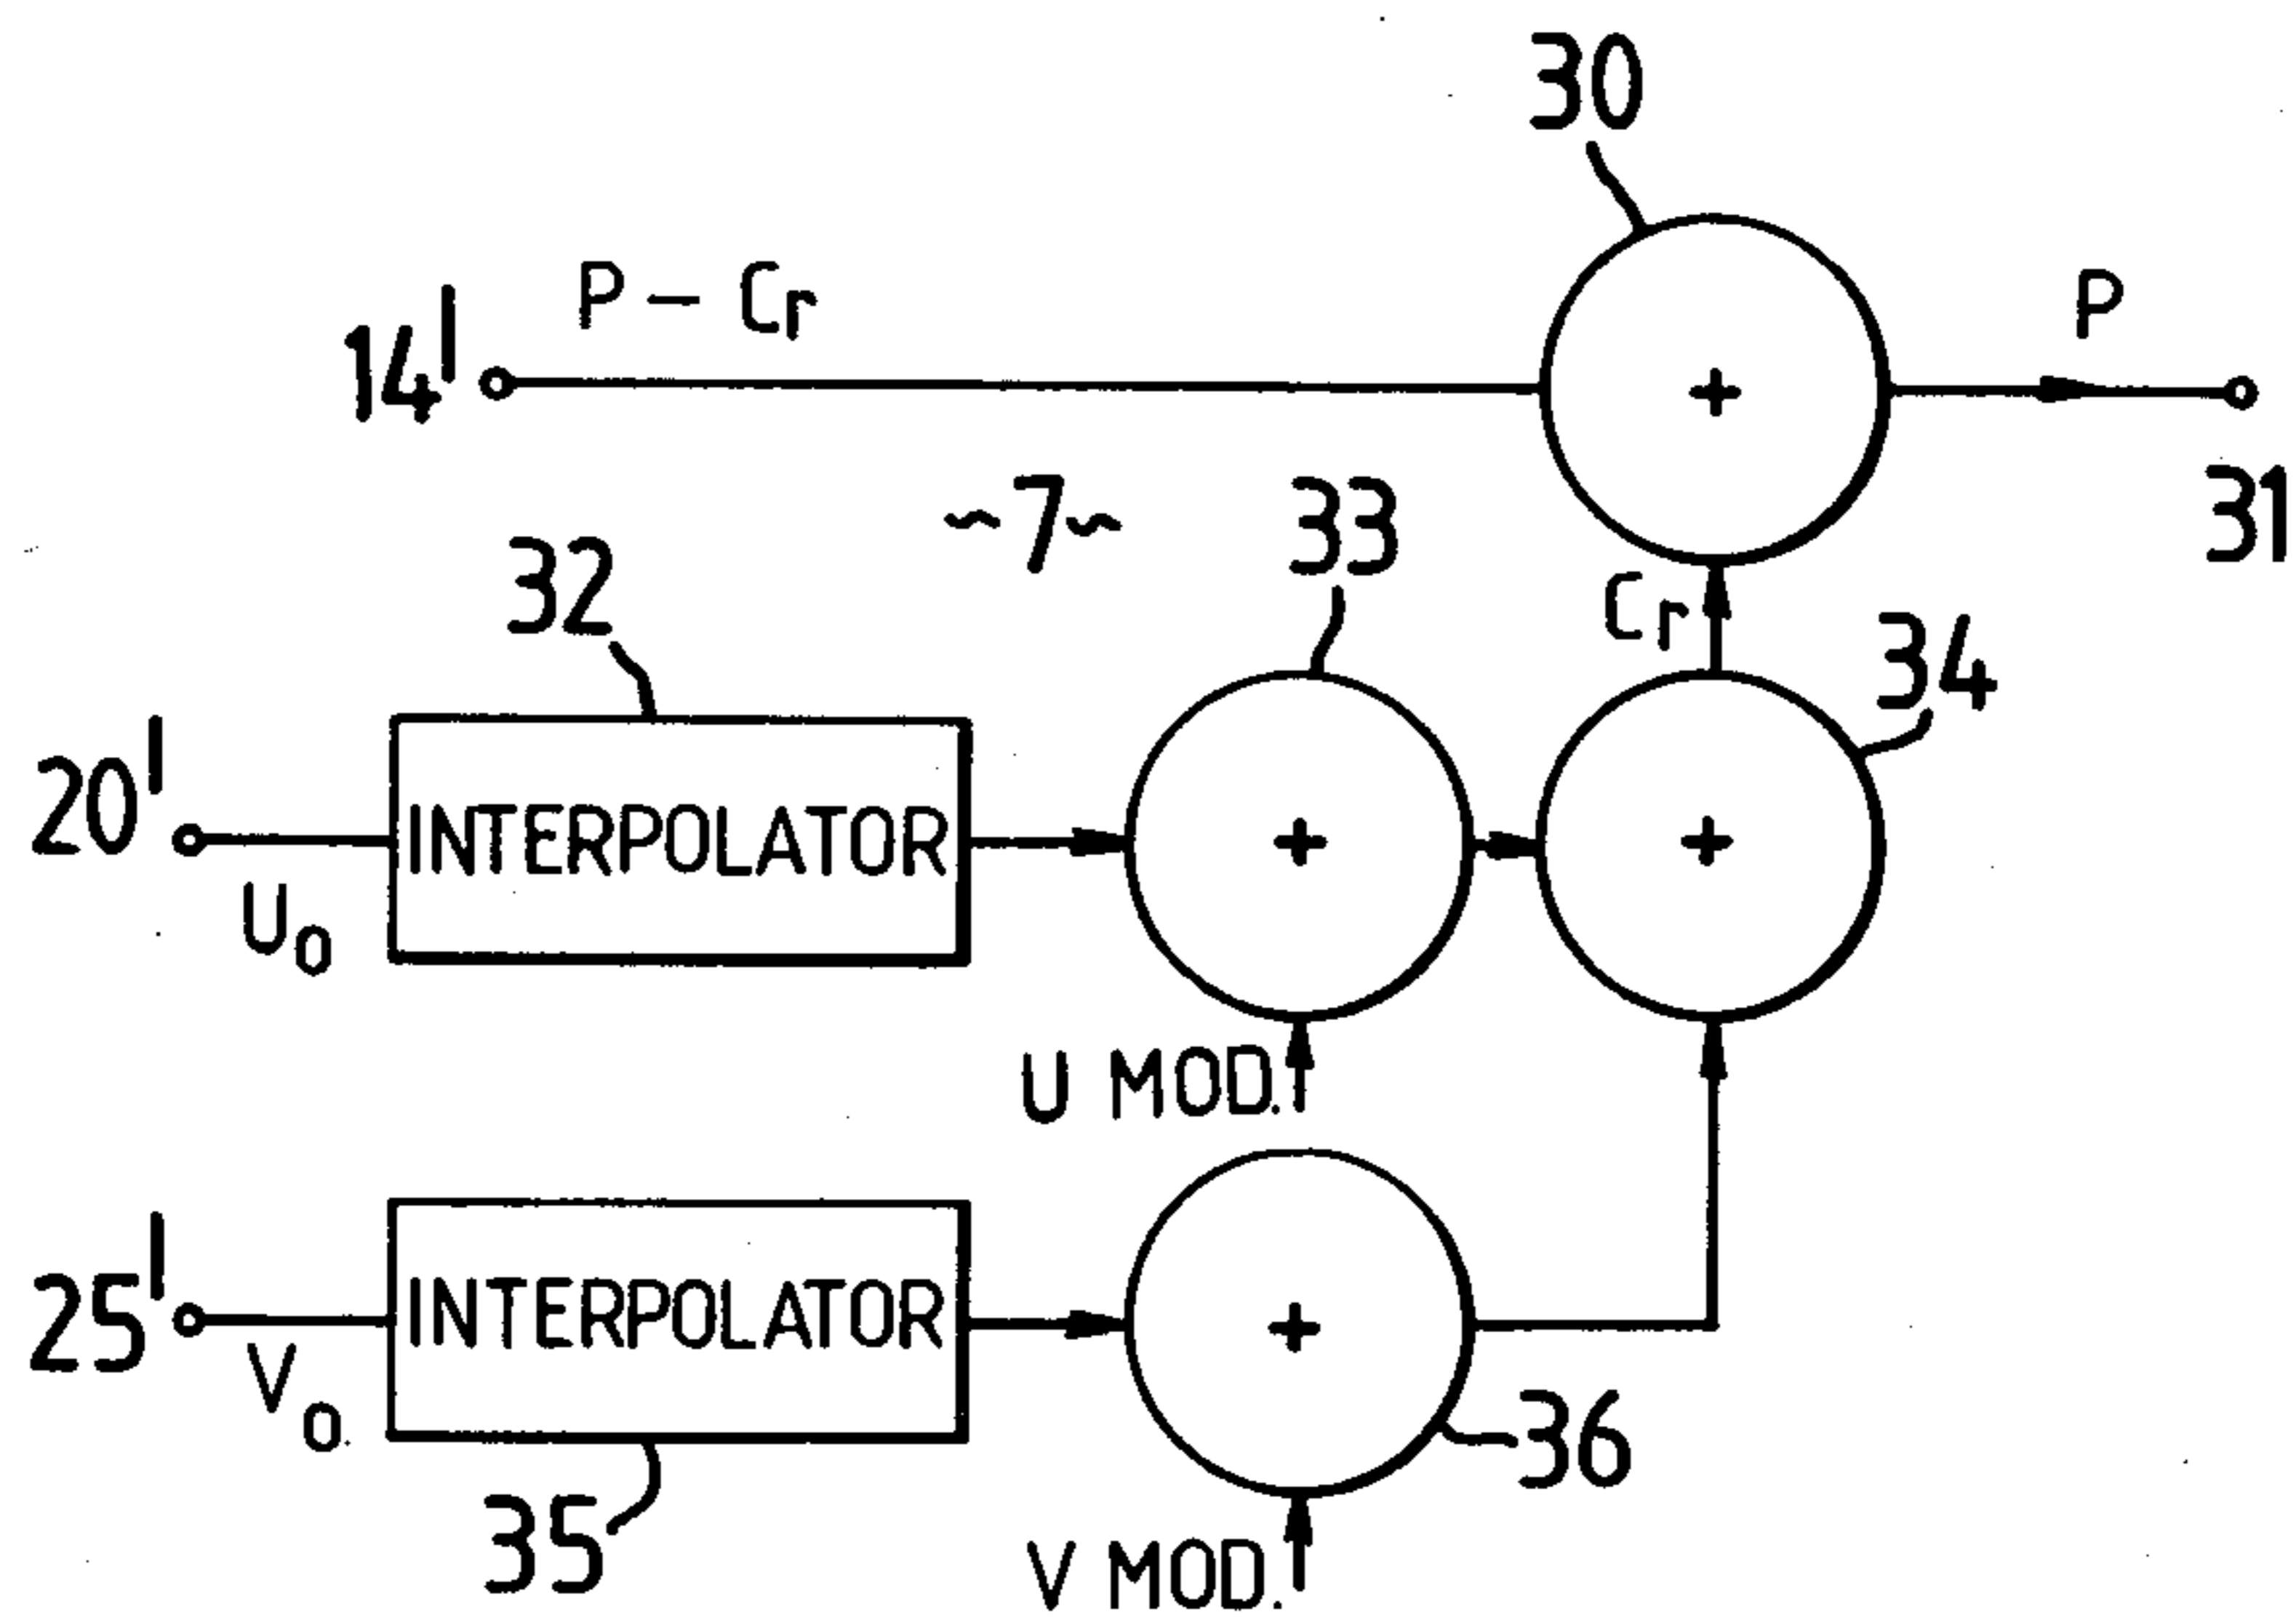 30
P - Cr
P
14'
31
~7~
33
32
Cr
34
+
20'
INTERPOLATOR
+
+
U₀
U MOD.
25'
INTERPOLATOR
+
V₀
36
35
V MOD.